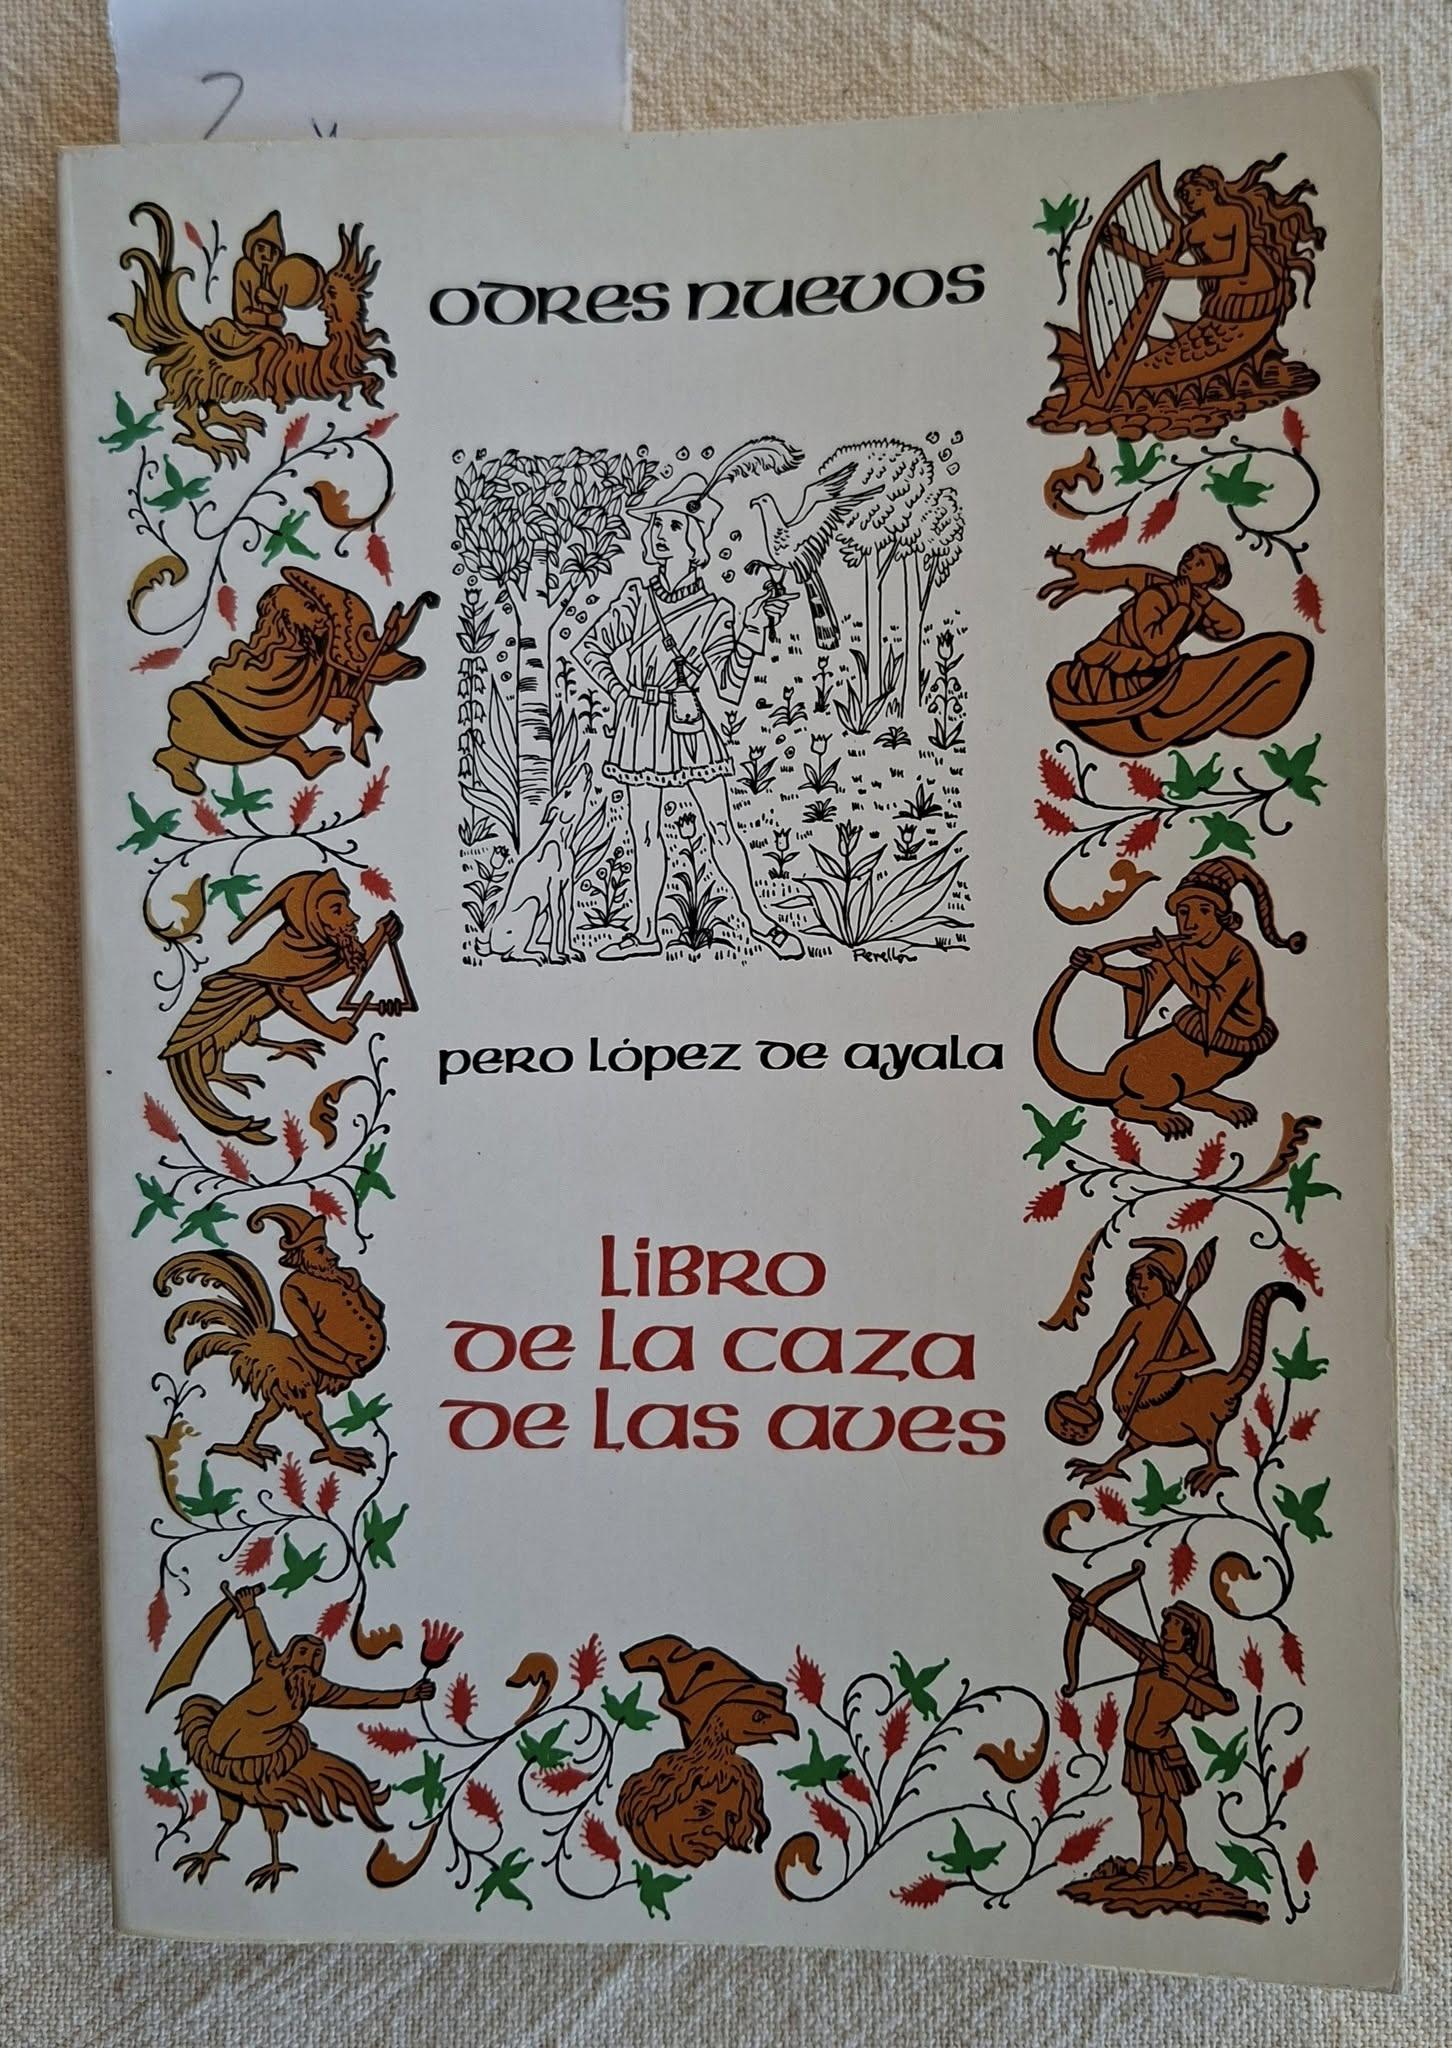 ODRES NUEVOS
Perellón
PERO LÓPEZ DE AYALA
LIBRO
DE LA CAZA
DE LAS AVES